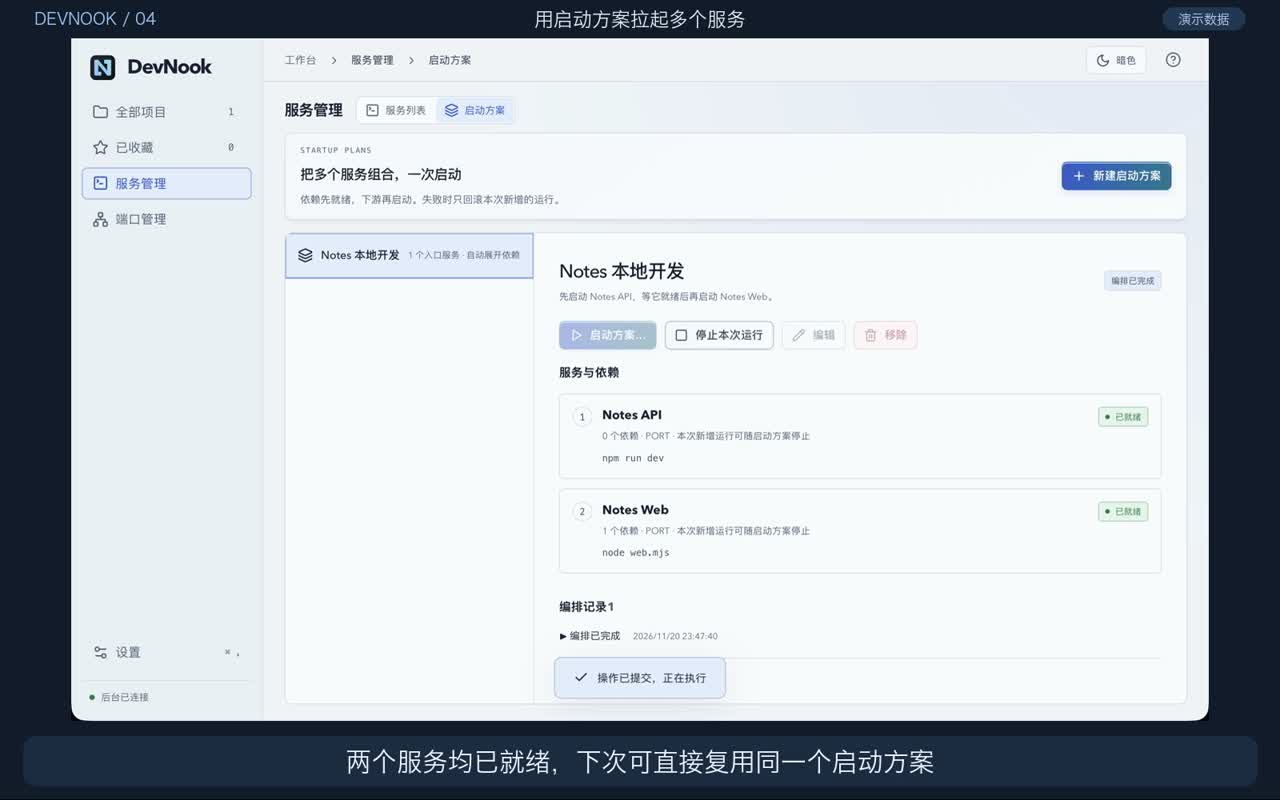 DEVNOOK / 04
用启动方案拉起多个服务
演示数据
DevNook
工作台 > 服务管理 > 启动方案
暗色
全部项目 1
已收藏 0
服务管理
端口管理
设置 ⌘ ,
后台已连接
服务管理
服务列表
启动方案
STARTUP PLANS
把多个服务组合，一次启动
依赖先就绪，下游再启动。失败时只回滚本次新增的运行。
+ 新建启动方案
Notes 本地开发 1 个入口服务 · 自动展开依赖
Notes 本地开发
先启动 Notes API，等它就绪后再启动 Notes Web。
编排已完成
启动方案...
停止本次运行
编辑
移除
服务与依赖
1 Notes API
0 个依赖 · PORT · 本次新增运行可随启动方案停止
npm run dev
已就绪
2 Notes Web
1 个依赖 · PORT · 本次新增运行可随启动方案停止
node web.mjs
已就绪
编排记录1
▶ 编排已完成 2026/11/20 23:47:40
操作已提交，正在执行
两个服务均已就绪，下次可直接复用同一个启动方案